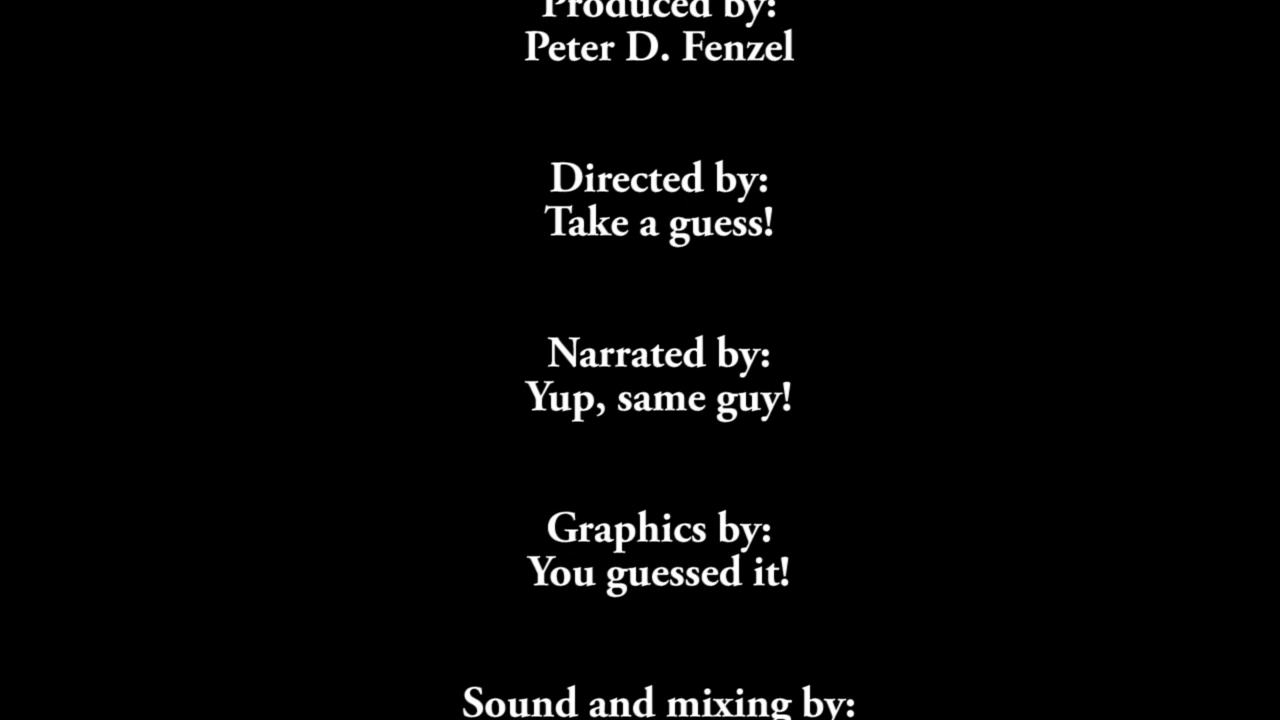 Produced by:
Peter D. Fenzel
Directed by:
Take a guess!
Narrated by:
Yup, same guy!
Graphics by:
You guessed it!
Sound and mixing by: